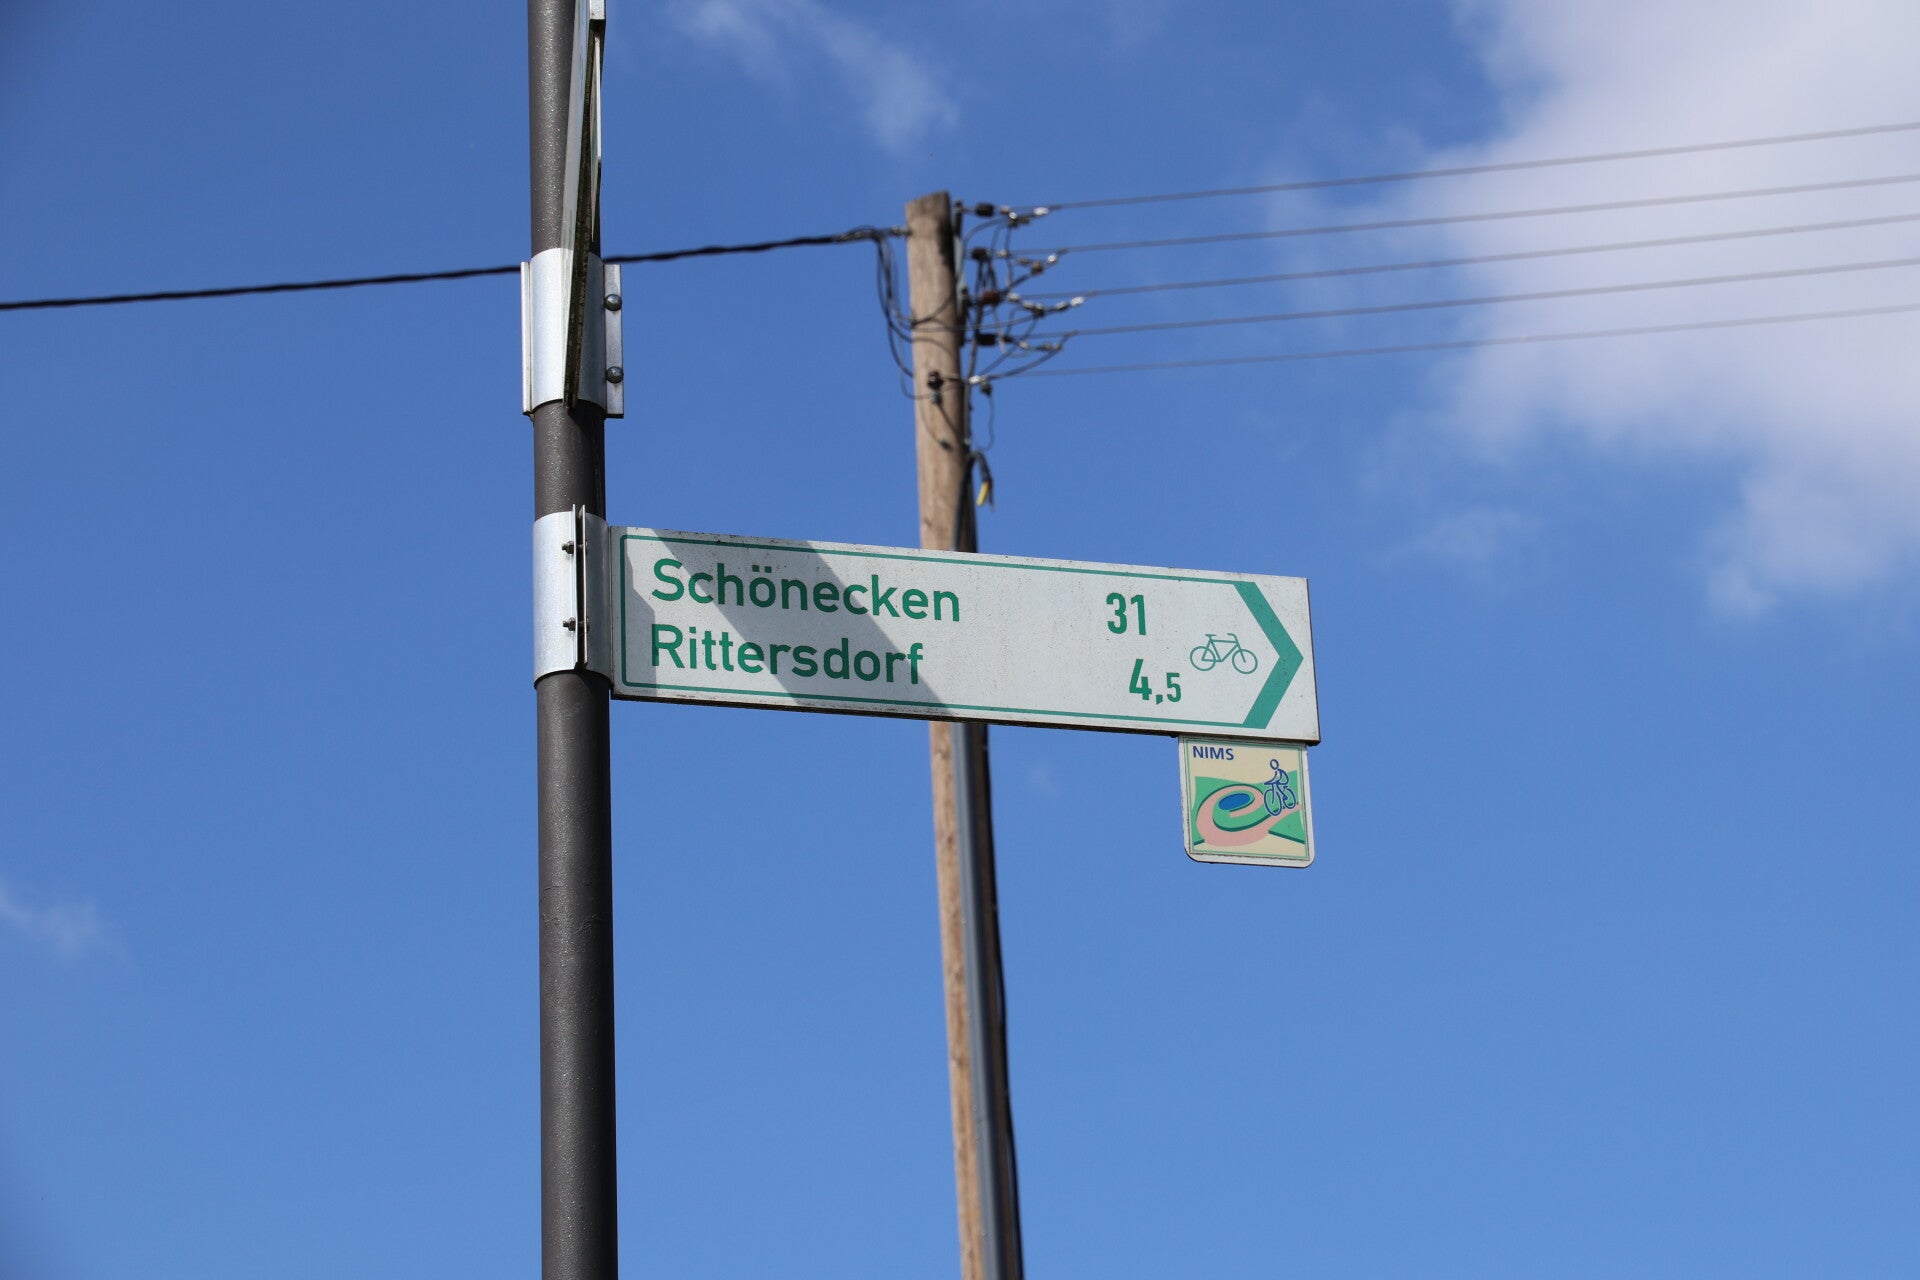 Schönecken 31
Rittersdorf 4,5
NIMS